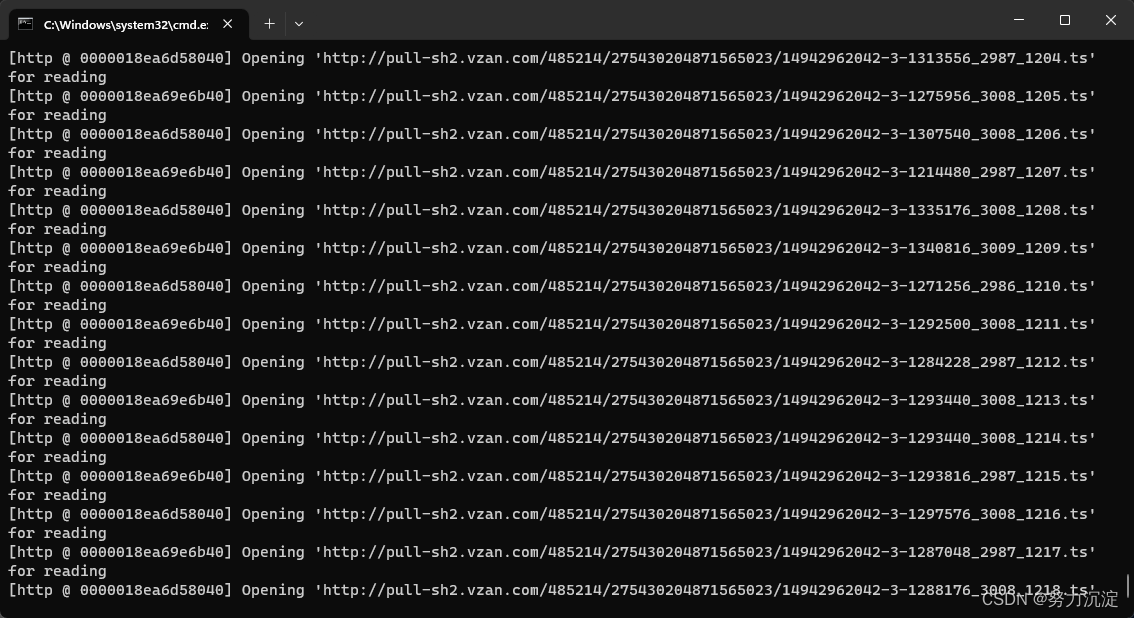 C:\Windows\system32\cmd.e:
[http @ 0000018ea6d58040] Opening 'http://pull-sh2.vzan.com/485214/275430204871565023/14942962042-3-1313556_2987_1204.ts'
for reading
[http @ 0000018ea69e6b40] Opening 'http://pull-sh2.vzan.com/485214/275430204871565023/14942962042-3-1275956_3008_1205.ts'
for reading
[http @ 0000018ea6d58040] Opening 'http://pull-sh2.vzan.com/485214/275430204871565023/14942962042-3-1307540_3008_1206.ts'
for reading
[http @ 0000018ea69e6b40] Opening 'http://pull-sh2.vzan.com/485214/275430204871565023/14942962042-3-1214480_2987_1207.ts'
for reading
[http @ 0000018ea6d58040] Opening 'http://pull-sh2.vzan.com/485214/275430204871565023/14942962042-3-1335176_3008_1208.ts'
for reading
[http @ 0000018ea69e6b40] Opening 'http://pull-sh2.vzan.com/485214/275430204871565023/14942962042-3-1340816_3009_1209.ts'
for reading
[http @ 0000018ea6d58040] Opening 'http://pull-sh2.vzan.com/485214/275430204871565023/14942962042-3-1271256_2986_1210.ts'
for reading
[http @ 0000018ea69e6b40] Opening 'http://pull-sh2.vzan.com/485214/275430204871565023/14942962042-3-1292500_3008_1211.ts'
for reading
[http @ 0000018ea6d58040] Opening 'http://pull-sh2.vzan.com/485214/275430204871565023/14942962042-3-1284228_2987_1212.ts'
for reading
[http @ 0000018ea69e6b40] Opening 'http://pull-sh2.vzan.com/485214/275430204871565023/14942962042-3-1293440_3008_1213.ts'
for reading
[http @ 0000018ea6d58040] Opening 'http://pull-sh2.vzan.com/485214/275430204871565023/14942962042-3-1293440_3008_1214.ts'
for reading
[http @ 0000018ea69e6b40] Opening 'http://pull-sh2.vzan.com/485214/275430204871565023/14942962042-3-1293816_3008_1215.ts'
for reading
[http @ 0000018ea6d58040] Opening 'http://pull-sh2.vzan.com/485214/275430204871565023/14942962042-3-1297576_3008_1216.ts'
for reading
[http @ 0000018ea69e6b40] Opening 'http://pull-sh2.vzan.com/485214/275430204871565023/14942962042-3-1287048_2987_1217.ts'
for reading
[http @ 0000018ea6d58040] Opening 'http://pull-sh2.vzan.com/485214/275430204871565023/14942962042-3-1288176_3008_1218.ts'
CSDN @努力沉淀